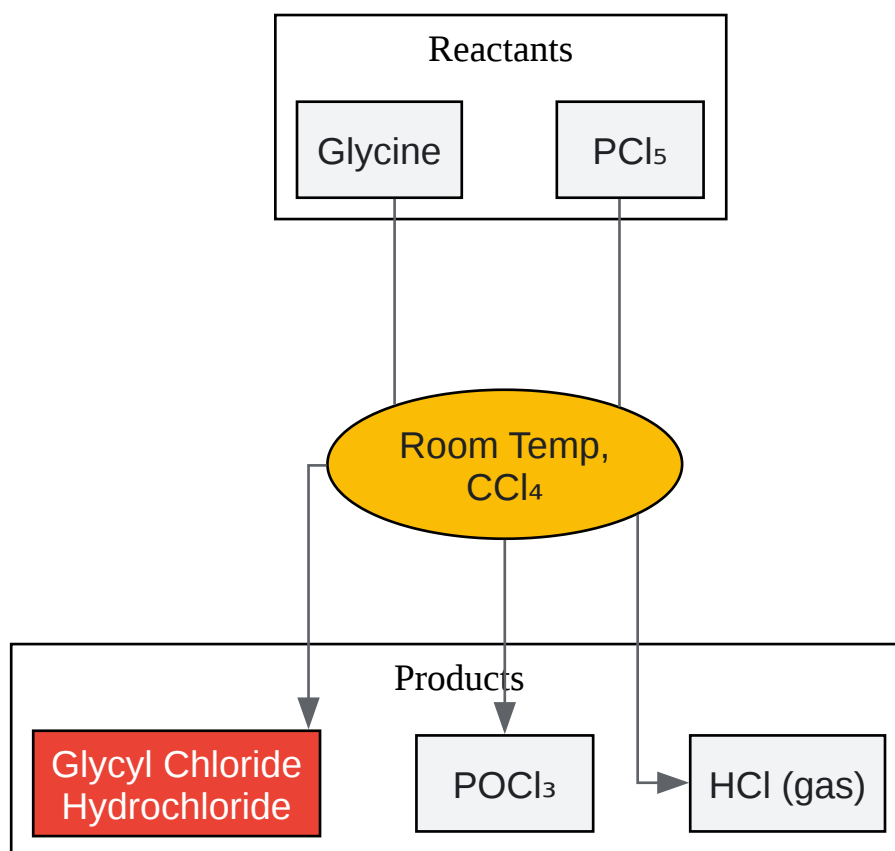 Reactants
Glycine
PCl₅
Room Temp,
CCl₄
Products
Glycyl Chloride
Hydrochloride
POCl₃
HCl (gas)